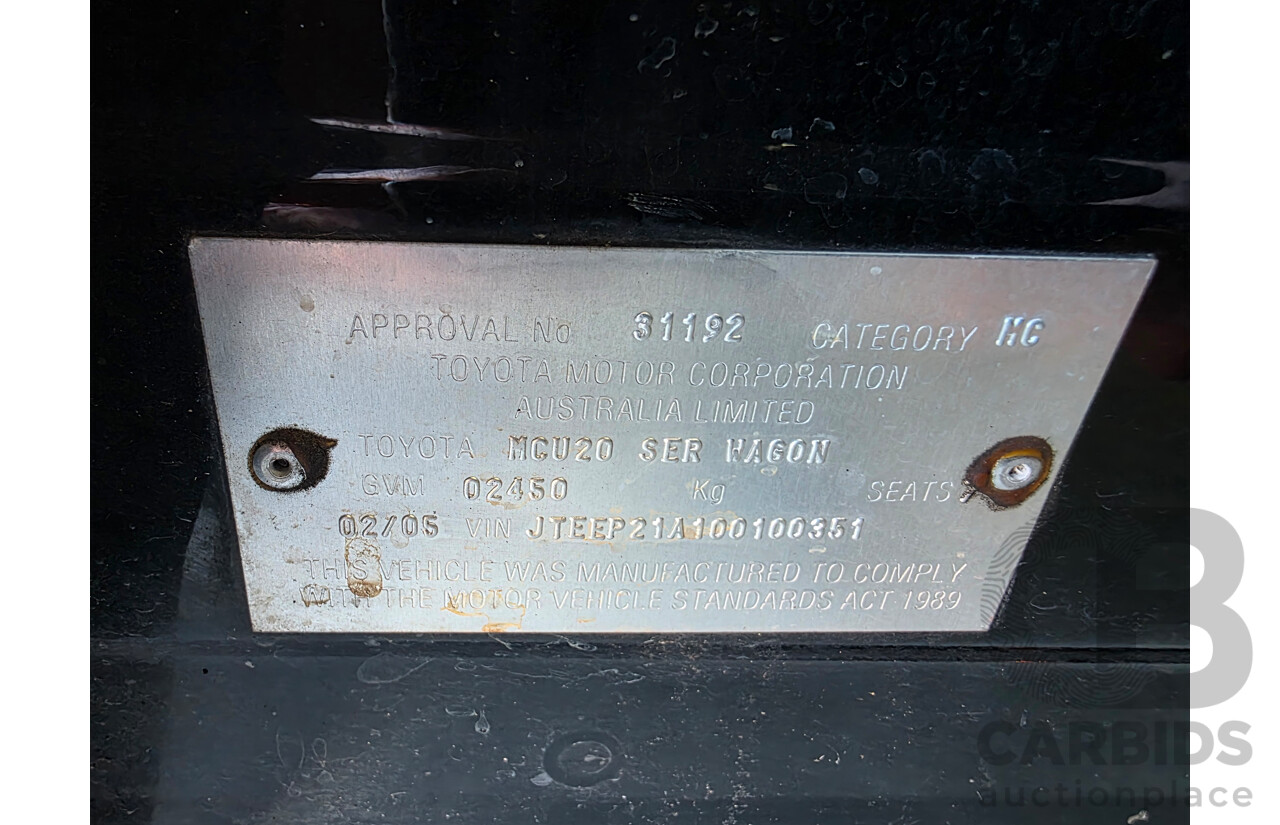 APPROVAL No 31192 CATEGORY MC
TOYOTA MOTOR CORPORATION
AUSTRALIA LIMITED
TOYOTA MCU20 SER WAGON
GVM 02450 Kg SEATS
02/05 VIN JTEEP21A100100351
THIS VEHICLE WAS MANUFACTURED TO COMPLY
WITH THE MOTOR VEHICLE STANDARDS ACT 1989
CB
CARBIDS
auctionplace